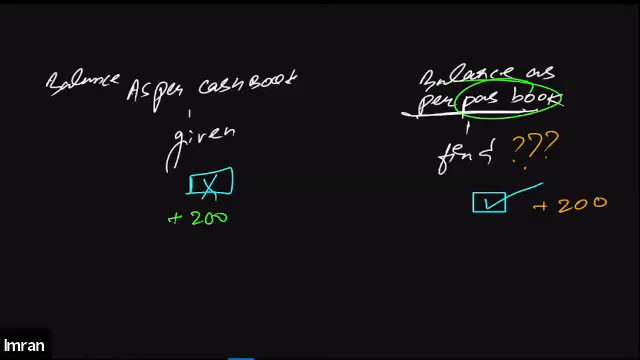 Balance As per cash Book
given
X
+ 200
Balance as
per pas book
find ???
+ 200
Imran